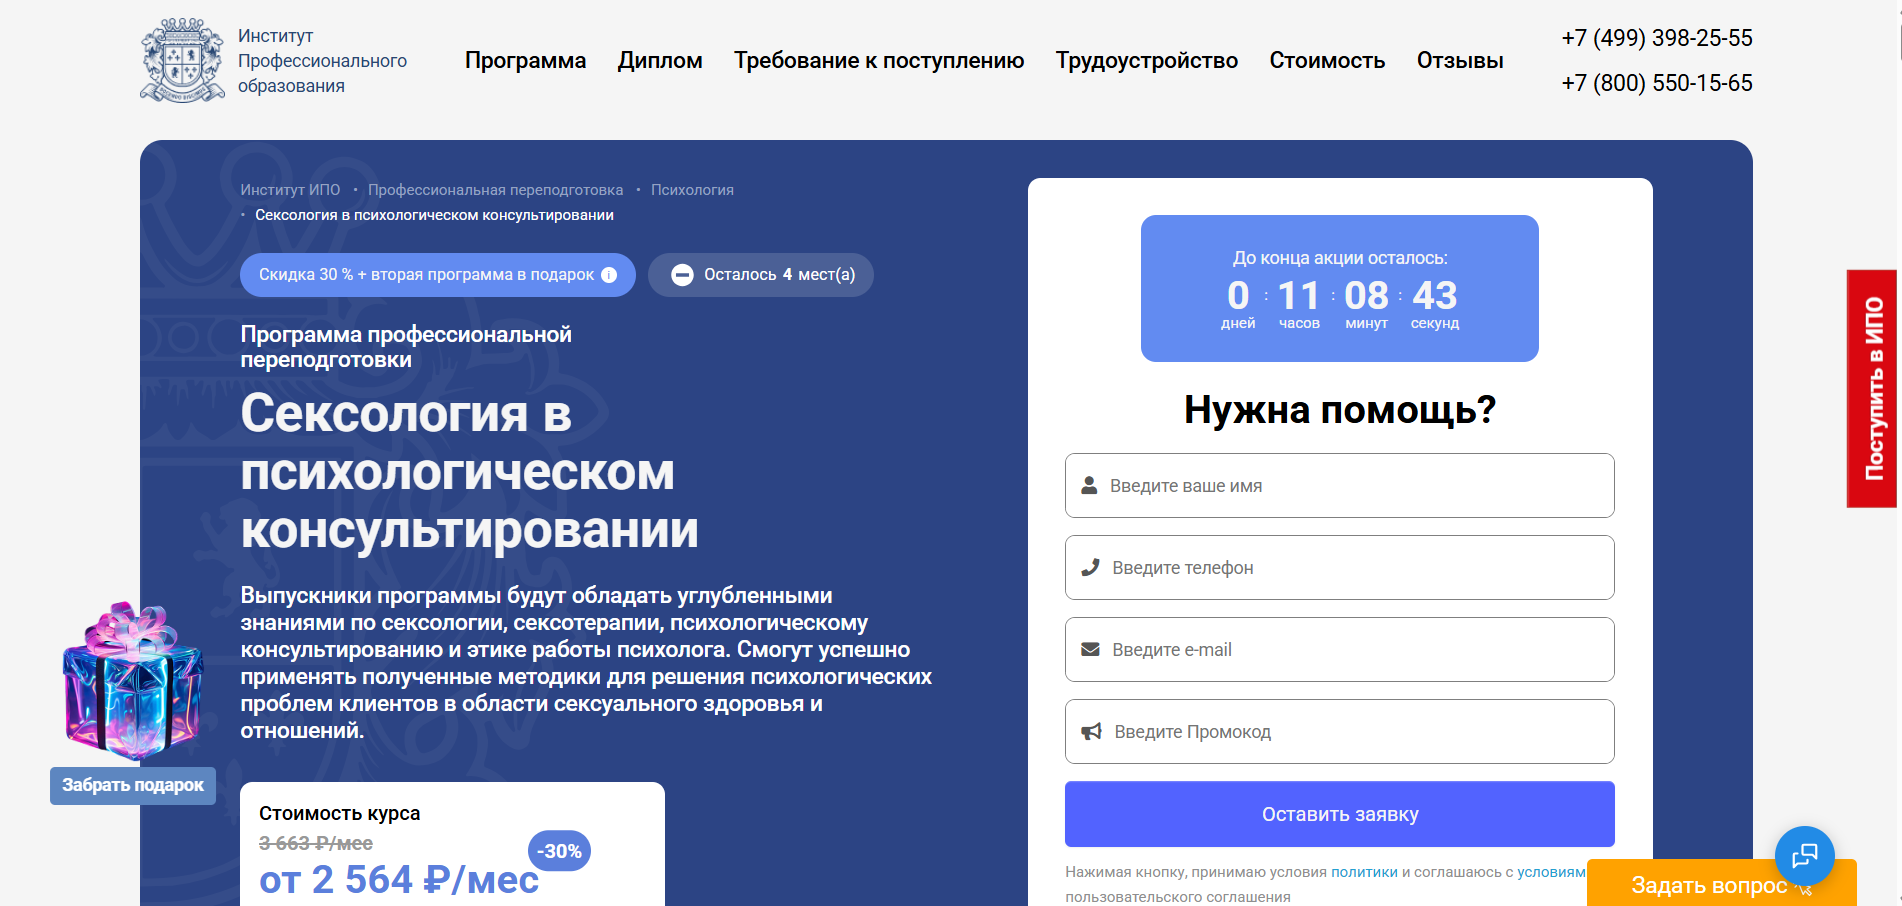 Институт
Профессионального
образования
Программа
Диплом
Требование к поступлению
Трудоустройство
Стоимость
Отзывы
+7 (499) 398-25-55
+7 (800) 550-15-65
Институт ИПО • Профессиональная переподготовка • Психология
• Сексология в психологическом консультировании
Скидка 30 % + вторая программа в подарок
Осталось 4 мест(а)
Программа профессиональной
переподготовки
Сексология в
психологическом
консультировании
Выпускники программы будут обладать углубленными
знаниями по сексологии, сексотерапии, психологическому
консультированию и этике работы психолога. Смогут успешно
применять полученные методики для решения психологических
проблем клиентов в области сексуального здоровья и
отношений.
Забрать подарок
Стоимость курса
3 663 ₽/мес
-30%
от 2 564 ₽/мес
До конца акции осталось:
0 : 11 : 08 : 43
дней часов минут секунд
Нужна помощь?
Введите ваше имя
Введите телефон
Введите e-mail
Введите Промокод
Оставить заявку
Нажимая кнопку, принимаю условия политики и соглашаюсь с условиям
пользовательского соглашения
Поступить в ИПО
Задать вопрос